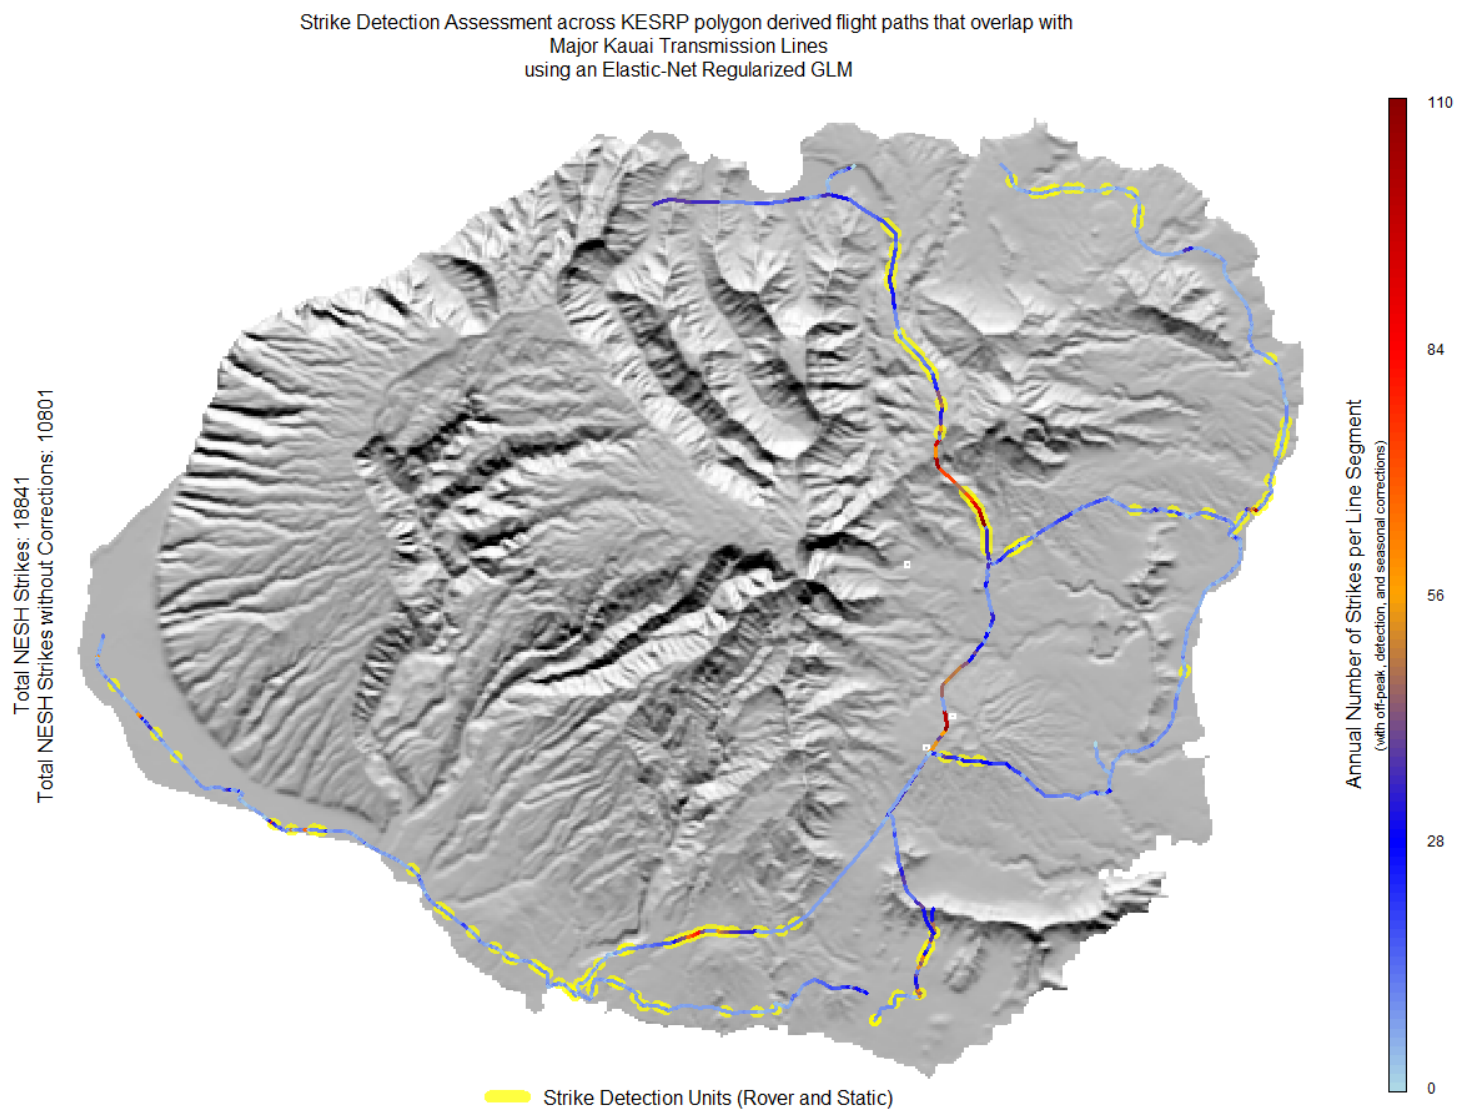 Strike Detection Assessment across KESRP polygon derived flight paths that overlap with
Major Kauai Transmission Lines
using an Elastic-Net Regularized GLM
Total NESH Strikes: 18841
Total NESH Strikes without Corrections: 10801
110
84
56
28
0
Annual Number of Strikes per Line Segment
(with off-peak, detection, and seasonal corrections)
Strike Detection Units (Rover and Static)